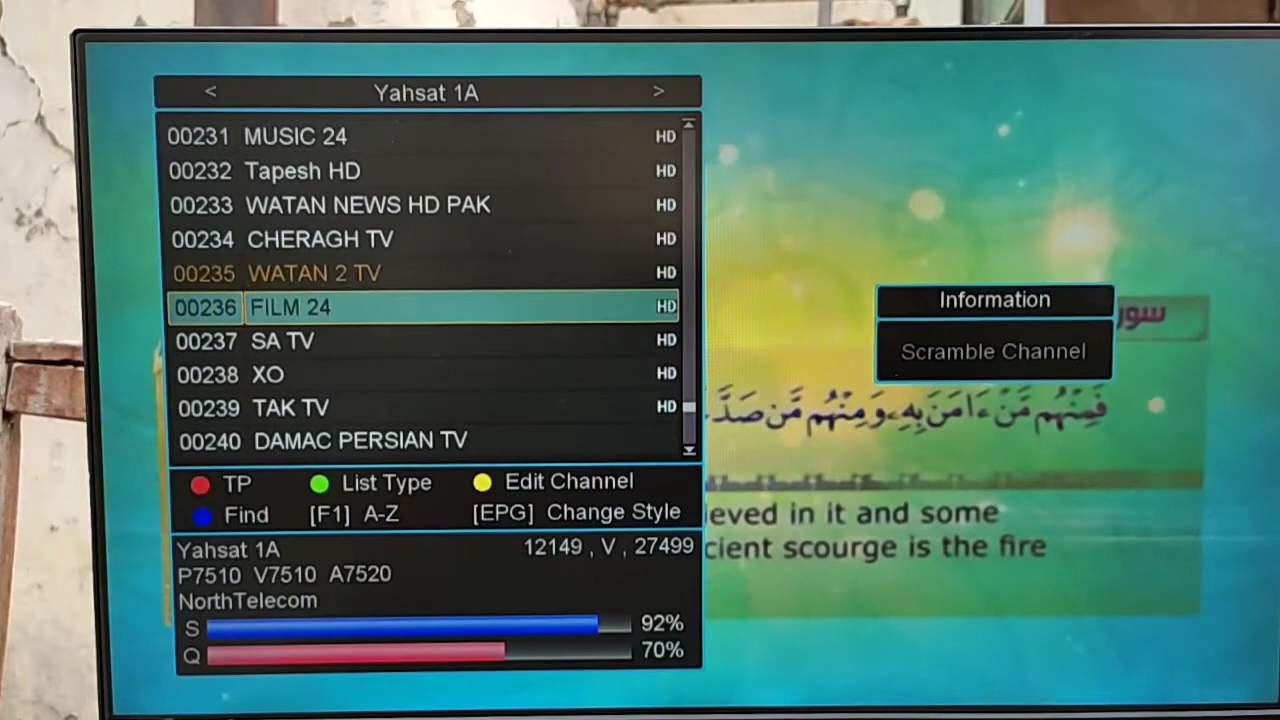 < Yahsat 1A >
00231 MUSIC 24 HD
00232 Tapesh HD HD
00233 WATAN NEWS HD PAK HD
00234 CHERAGH TV HD
00235 WATAN 2 TV HD
00236 FILM 24 HD
00237 SA TV HD
00238 XO HD
00239 TAK TV HD
00240 DAMAC PERSIAN TV
TP List Type Edit Channel
Find [F1] A-Z [EPG] Change Style
Yahsat 1A 12149 , V , 27499
P7510 V7510 A7520
NorthTelecom
S 92%
Q 70%
Information
Scramble Channel
سور
فَمِنْهُم مَّنْ ءَامَنَ بِهِۦ وَمِنْهُم مَّن صَدَّ
eved in it and some
cient scourge is the fire